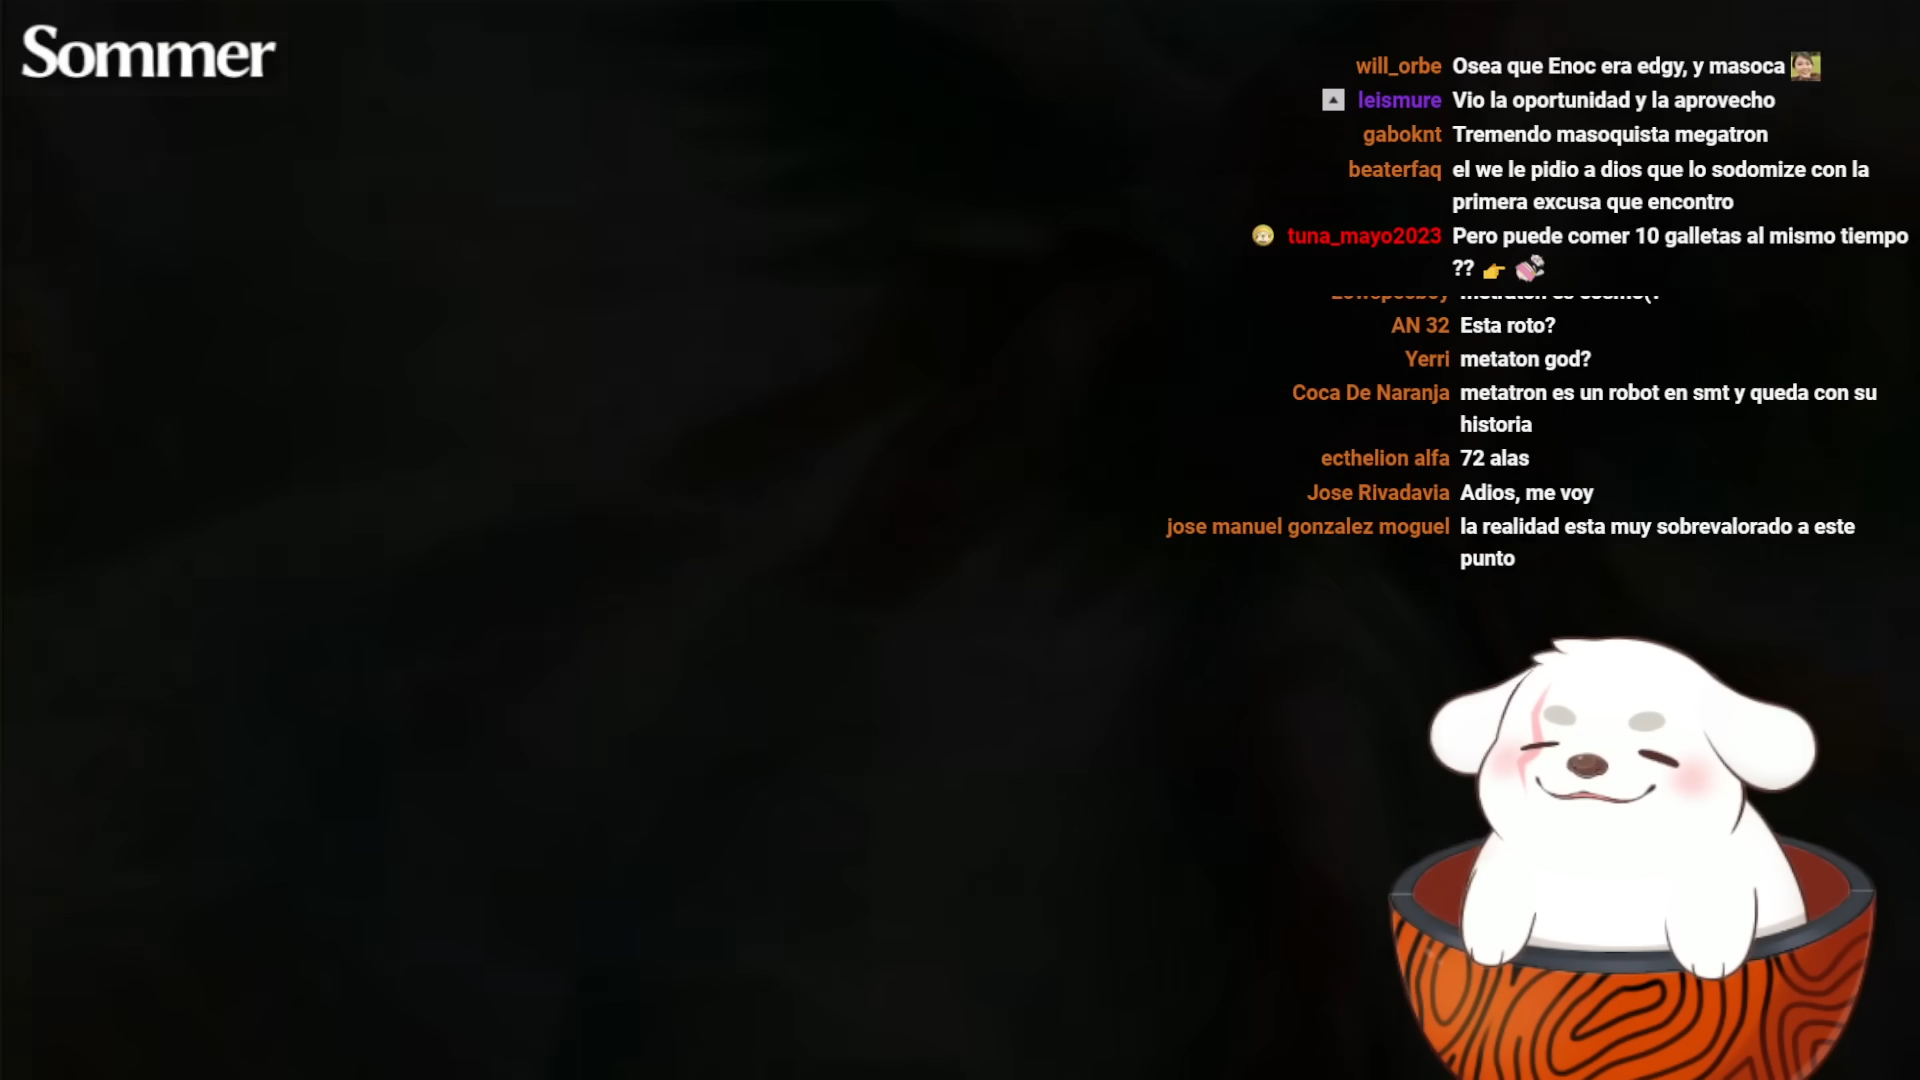 Sommer
will_orbe Osea que Enoc era edgy, y masoca
leismure Vio la oportunidad y la aprovecho
gaboknt Tremendo masoquista megatron
beaterfaq el we le pidio a dios que lo sodomize con la
primera excusa que encontro
tuna_mayo2023 Pero puede comer 10 galletas al mismo tiempo
??
AN 32 Esta roto?
Yerri metaton god?
Coca De Naranja metatron es un robot en smt y queda con su
historia
ecthelion alfa 72 alas
Jose Rivadavia Adios, me voy
jose manuel gonzalez moguel la realidad esta muy sobrevalorado a este
punto